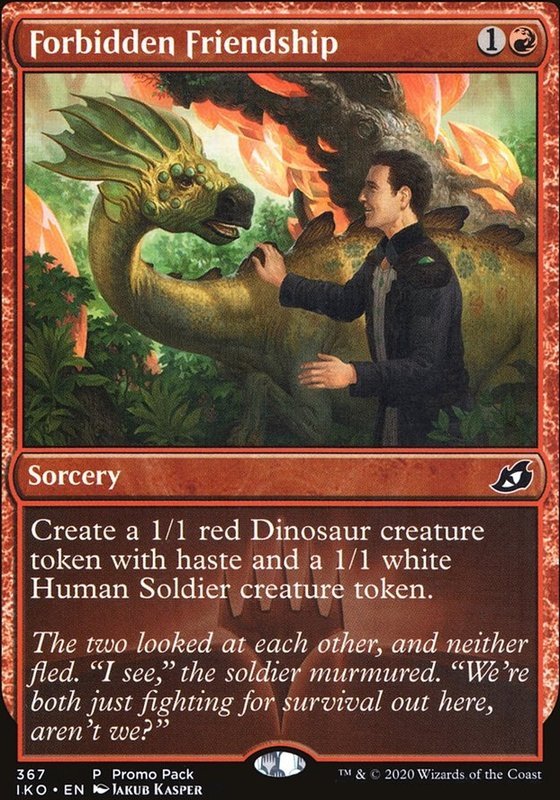 Forbidden Friendship 1
Sorcery
Create a 1/1 red Dinosaur creature
token with haste and a 1/1 white
Human Soldier creature token.
The two looked at each other, and neither
fled. “I see,” the soldier murmured. “We’re
both just fighting for survival out here,
aren’t we?”
367 P Promo Pack
IKO • EN Jakub Kasper ™ & © 2020 Wizards of the Coast